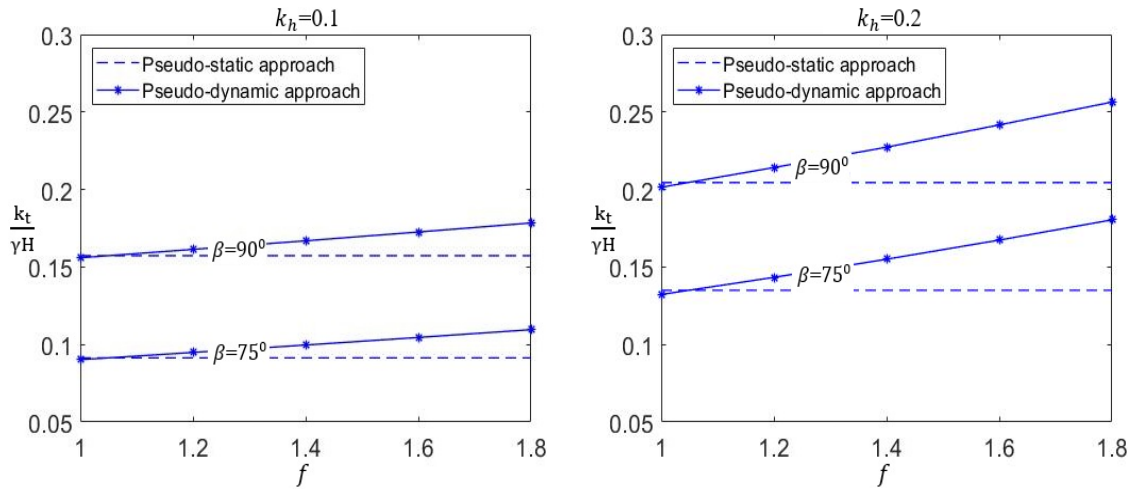 k_h=0.1
0.3
0.25
0.2
0.15
0.1
0.05
k_t
γH
Pseudo-static approach
Pseudo-dynamic approach
β=90⁰
β=75⁰
1 1.2 1.4 1.6 1.8
f
k_h=0.2
0.3
0.25
0.2
0.15
0.1
0.05
k_t
γH
Pseudo-static approach
Pseudo-dynamic approach
β=90⁰
β=75⁰
1 1.2 1.4 1.6 1.8
f